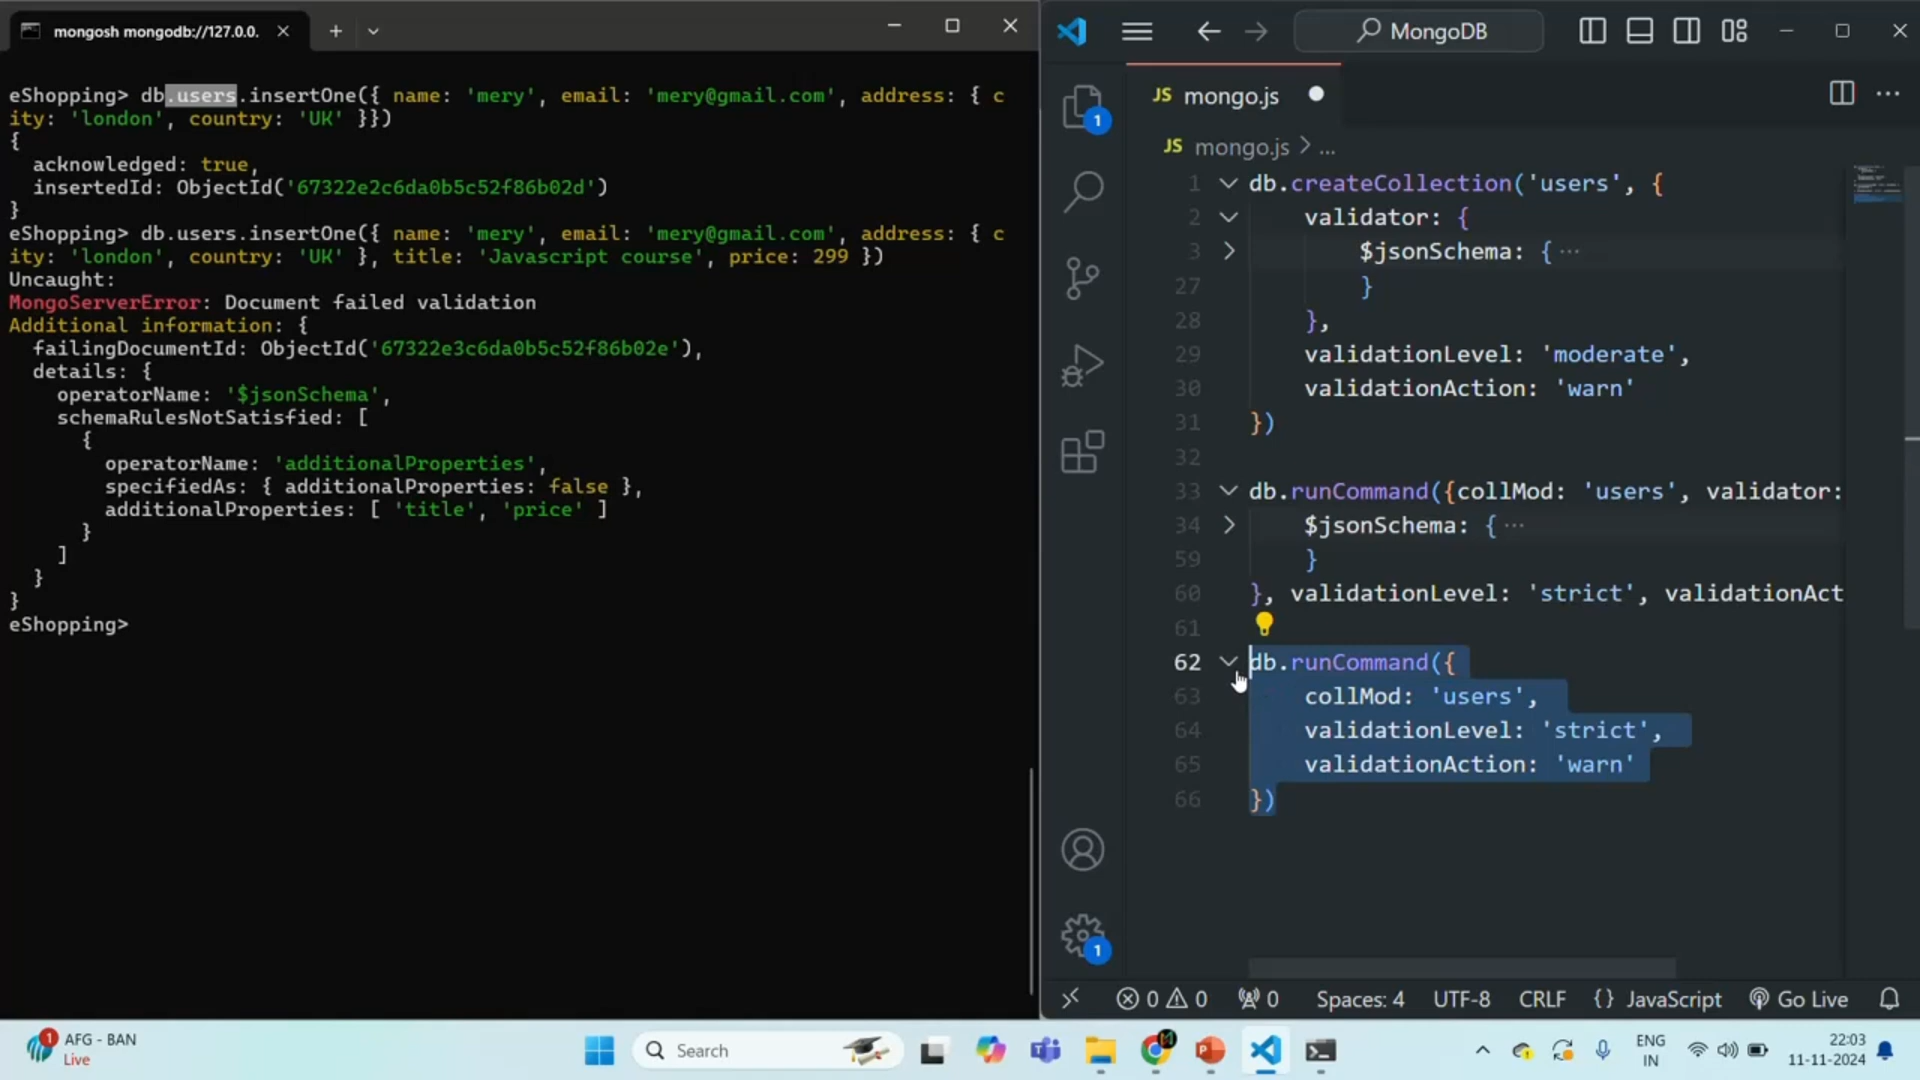 mongosh mongodb://127.0.0.
eShopping> db.users.insertOne({ name: 'mery', email: 'mery@gmail.com', address: { c
ity: 'london', country: 'UK' }})
{
acknowledged: true,
insertedId: ObjectId('67322e2c6da0b5c52f86b02d')
}
eShopping> db.users.insertOne({ name: 'mery', email: 'mery@gmail.com', address: { c
ity: 'london', country: 'UK' }, title: 'Javascript course', price: 299 })
Uncaught:
MongoServerError: Document failed validation
Additional information: {
failingDocumentId: ObjectId('67322e3c6da0b5c52f86b02e'),
details: {
operatorName: '$jsonSchema',
schemaRulesNotSatisfied: [
{
operatorName: 'additionalProperties',
specifiedAs: { additionalProperties: false },
additionalProperties: [ 'title', 'price' ]
}
]
}
}
eShopping>
MongoDB
JS mongo.js
JS mongo.js > ...
1 db.createCollection('users', {
2 validator: {
3 $jsonSchema: { ...
27 }
28 },
29 validationLevel: 'moderate',
30 validationAction: 'warn'
31 })
32
33 db.runCommand({collMod: 'users', validator:
34 $jsonSchema: { ...
59 }
60 }, validationLevel: 'strict', validationAct
61
62 db.runCommand({
63 collMod: 'users',
64 validationLevel: 'strict',
65 validationAction: 'warn'
66 })
1
1
0 0 0 Spaces: 4 UTF-8 CRLF {} JavaScript Go Live
1 AFG - BAN
Live
Search
ENG
IN
22:03
11-11-2024